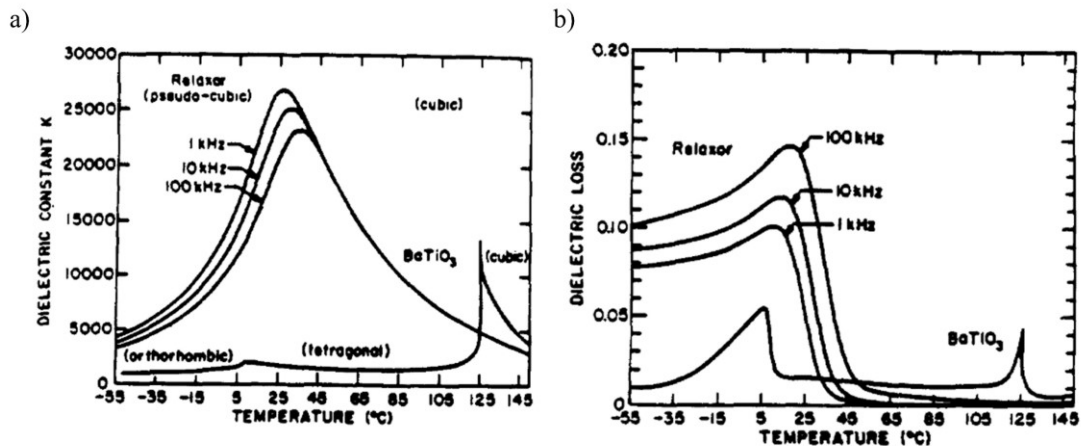 a)
30000
25000
20000
15000
10000
5000
0
DIELECTRIC CONSTANT K
Relaxor
(pseudo-cubic)
(cubic)
1 kHz
10 kHz
100 kHz
BaTiO3
(cubic)
(orthorhombic)
(tetragonal)
-55 -35 -15 5 25 45 65 85 105 125 145
TEMPERATURE (°C)
b)
0.20
0.15
0.10
0.05
0
DIELECTRIC LOSS
Relaxor
100 kHz
10 kHz
1 kHz
BaTiO3
-55 -35 -15 5 25 45 65 85 105 125 145
TEMPERATURE (°C)